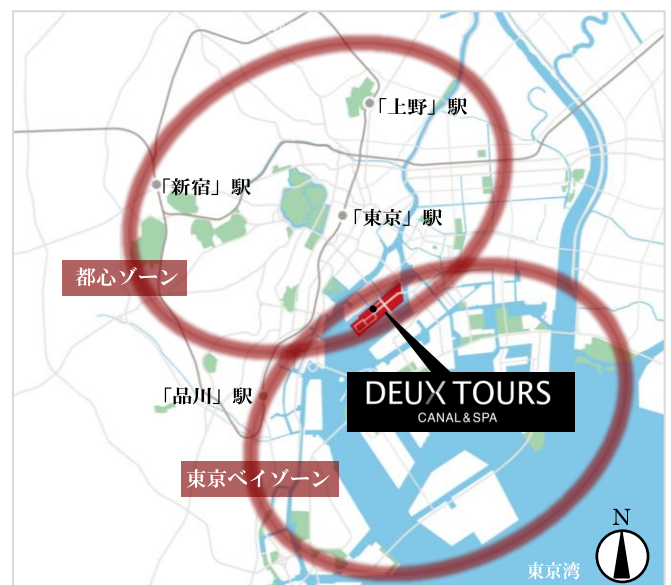 「上野」駅
「新宿」駅
「東京」駅
都心ゾーン
DEUX TOURS
CANAL & SPA
「品川」駅
東京ベイゾーン
N
東京湾